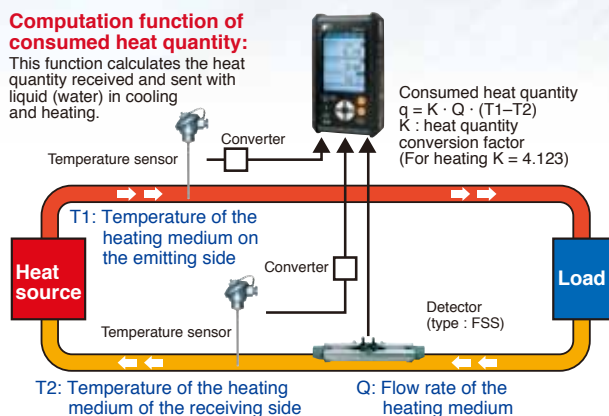 Computation function of
consumed heat quantity:
This function calculates the heat
quantity received and sent with
liquid (water) in cooling
and heating.
Consumed heat quantity
q = K · Q · (T1–T2)
K : heat quantity
conversion factor
(For heating K = 4.123)
Converter
Temperature sensor
T1: Temperature of the
heating medium on
the emitting side
Heat
source
Converter
Load
Detector
(type : FSS)
Temperature sensor
T2: Temperature of the heating
medium of the receiving side
Q: Flow rate of the
heating medium